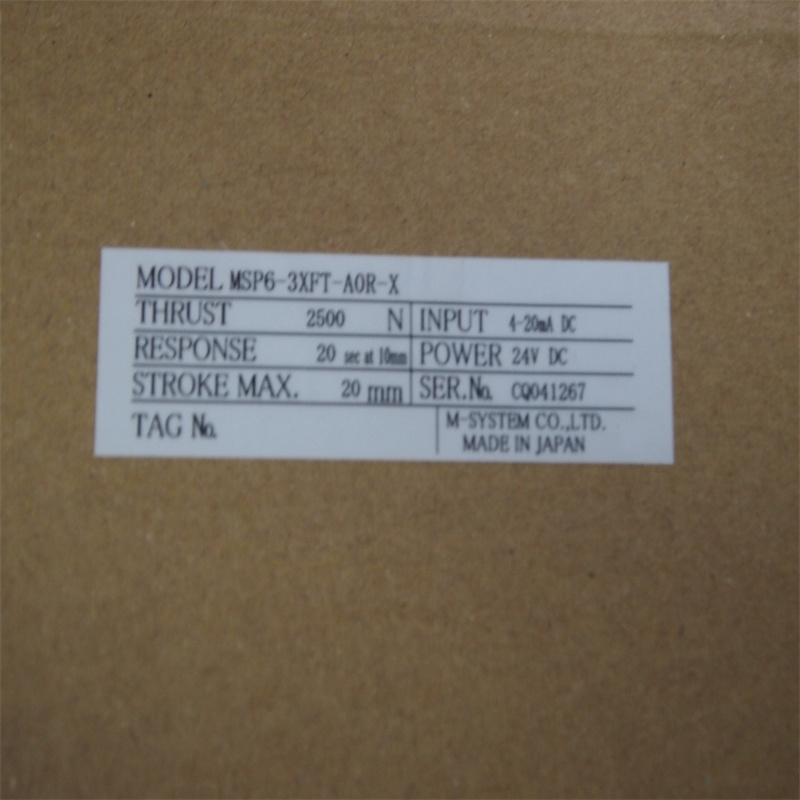 MODEL MSP6-3XFT-A0R-X
THRUST 2500 N INPUT 4-20mA DC
RESPONSE 20 sec at 10mm POWER 24V DC
STROKE MAX. 20 mm SER.No. CQ041267
TAG No. M-SYSTEM CO.,LTD.
MADE IN JAPAN